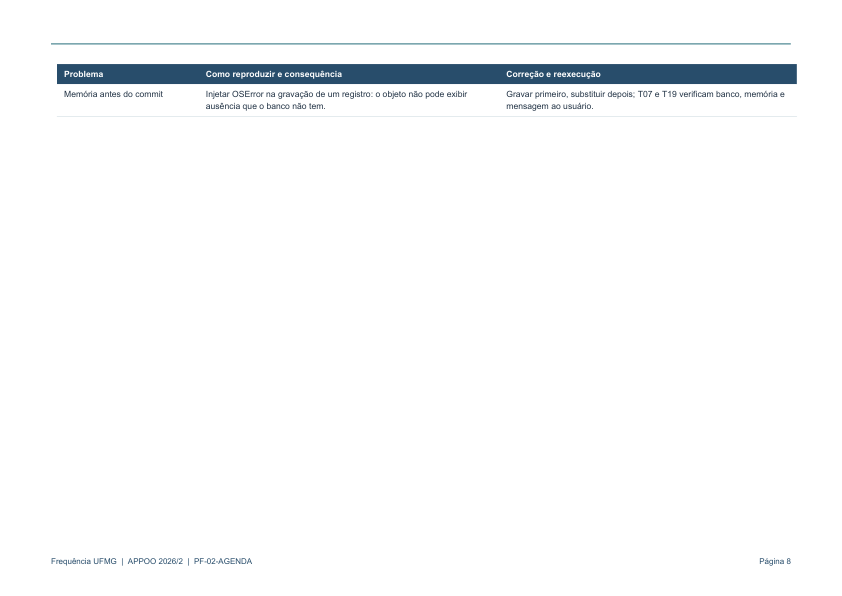 Problema Como reproduzir e consequência Correção e reexecução
Memória antes do commit Injetar OSError na gravação de um registro: o objeto não pode exibir Gravar primeiro, substituir depois; T07 e T19 verificam banco, memória e
ausência que o banco não tem. mensagem ao usuário.
Frequência UFMG | APPOO 2026/2 | PF-02-AGENDA Página 8